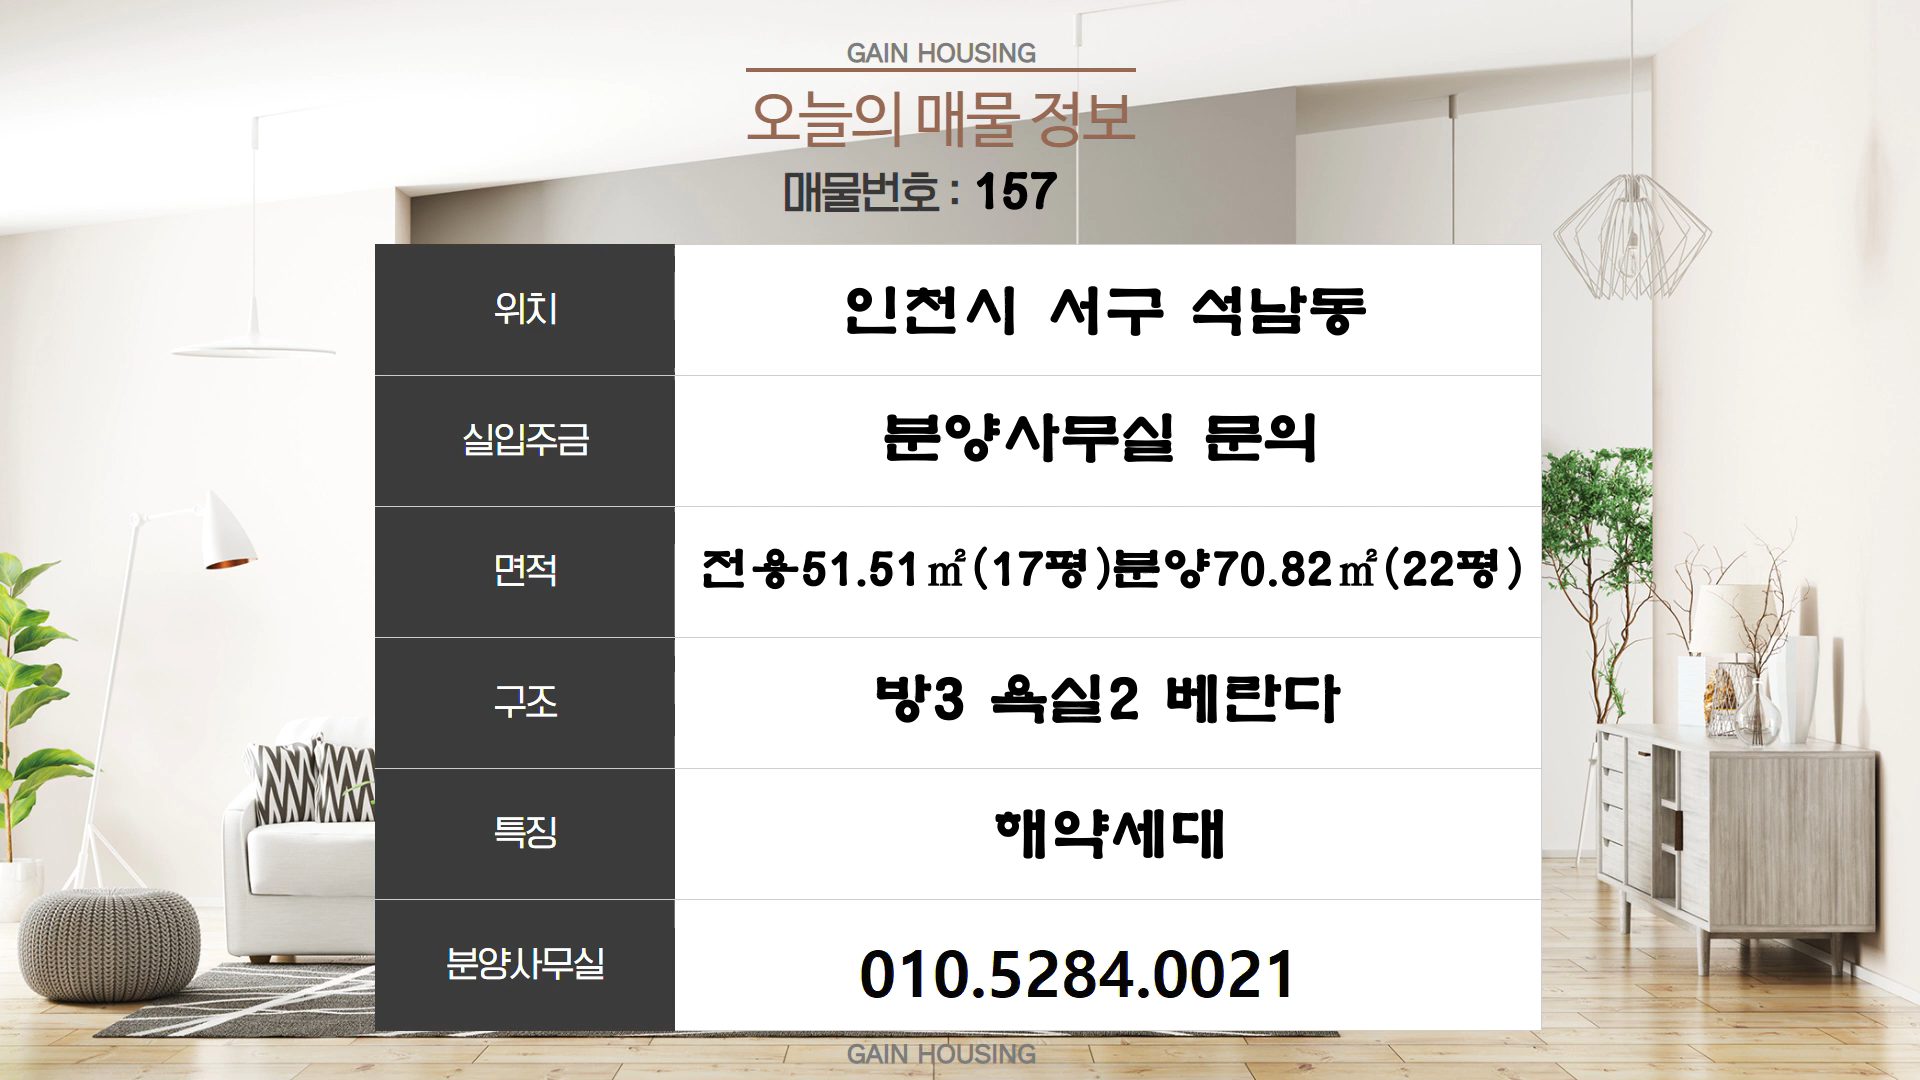 GAIN HOUSING
오늘의 매물 정보
매물번호 : 157
위치 인천시 서구 석남동
실입주금 분양사무실 문의
면적 전용51.51㎡(17평)분양70.82㎡(22평)
구조 방3 욕실2 베란다
특징 해약세대
분양사무실 010.5284.0021
GAIN HOUSING